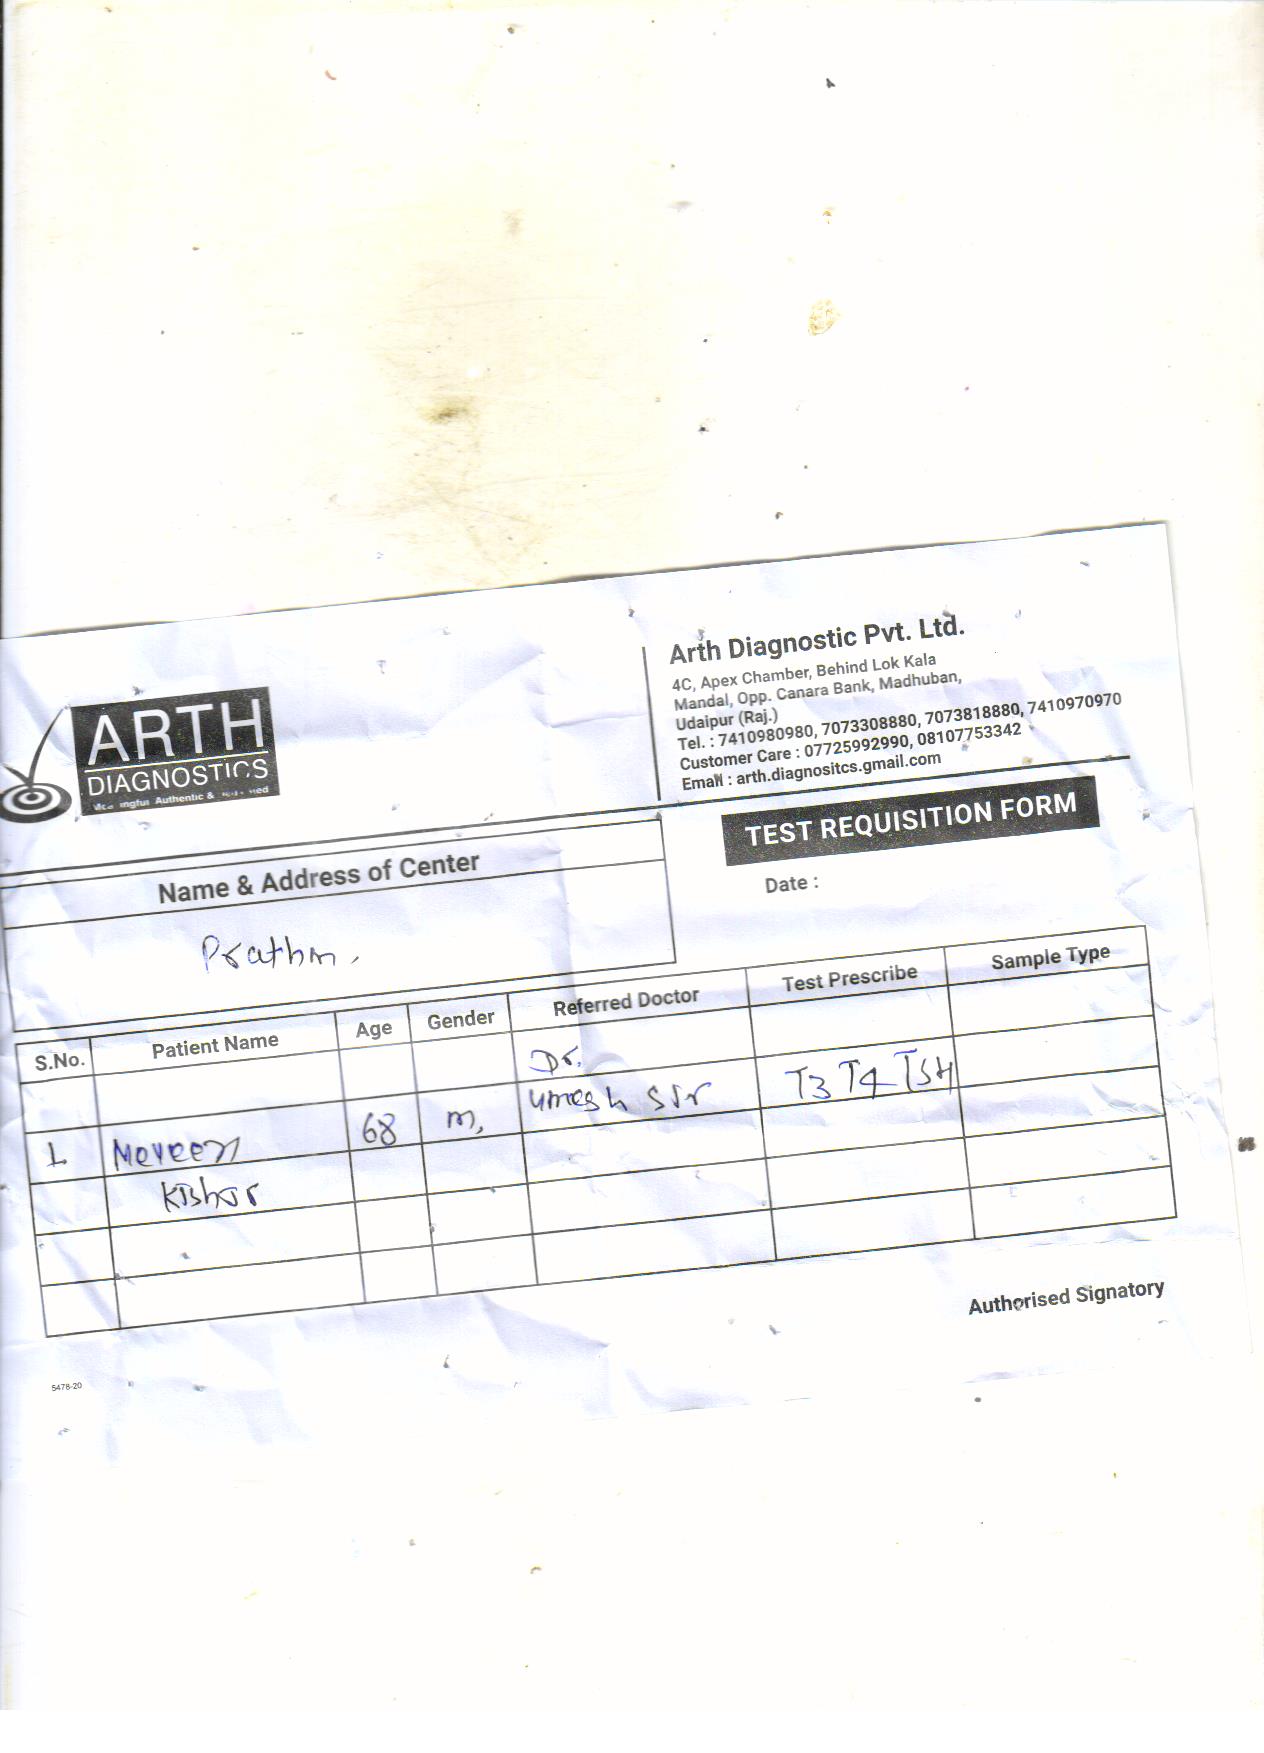 Arth Diagnostic Pvt. Ltd.
4C, Apex Chamber, Behind Lok Kala
Mandal, Opp. Canara Bank, Madhuban,
Udaipur (Raj.)
Tel. : 7410980980, 7073308880, 7073818880, 7410970970
Customer Care : 07725992990, 08107753342
Email : arth.diagnositcs.gmail.com
ARTH
DIAGNOSTICS
Authentic &
TEST REQUISITION FORM
Name & Address of Center
Date :
Prathm.
S.No. Patient Name Age Gender Referred Doctor Test Prescribe Sample Type
Dr.
1 68 m, Umesh Sir T3 T4 TSH
Kishor
Authorised Signatory
5478-20